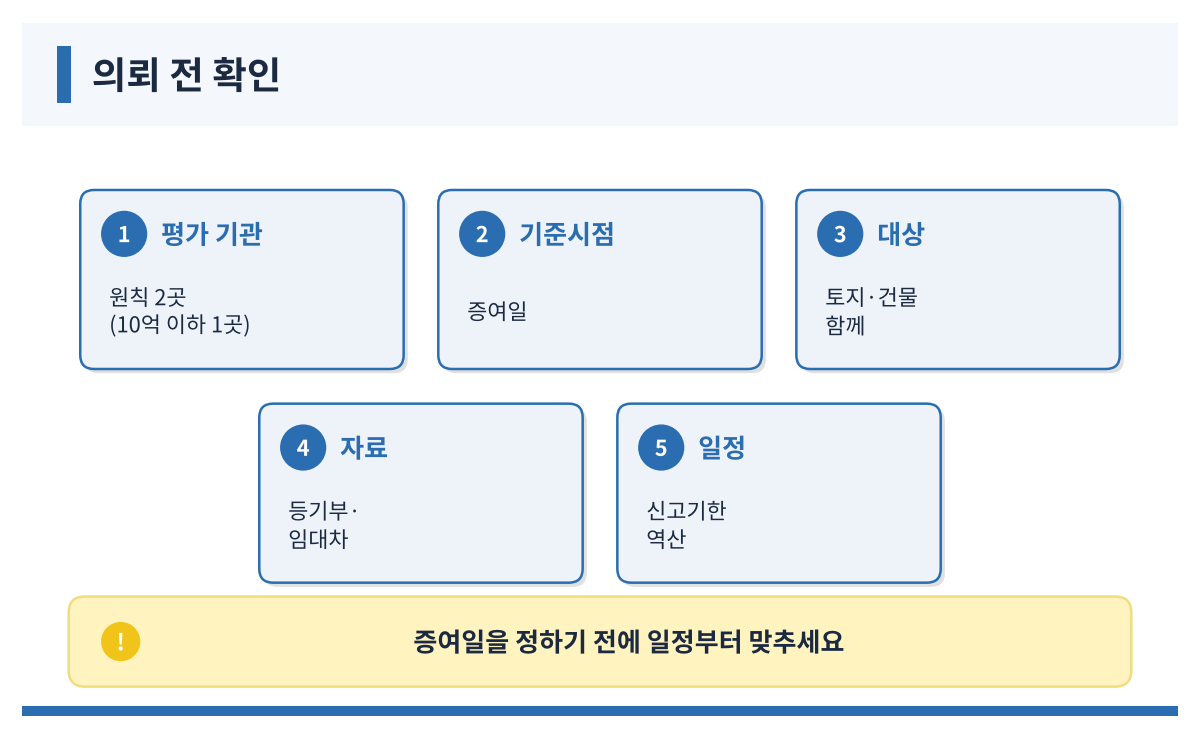 의뢰 전 확인
1 평가 기관
원칙 2곳
(10억 이하 1곳)
2 기준시점
증여일
3 대상
토지·건물
함께
4 자료
등기부·
임대차
5 일정
신고기한
역산
! 증여일을 정하기 전에 일정부터 맞추세요